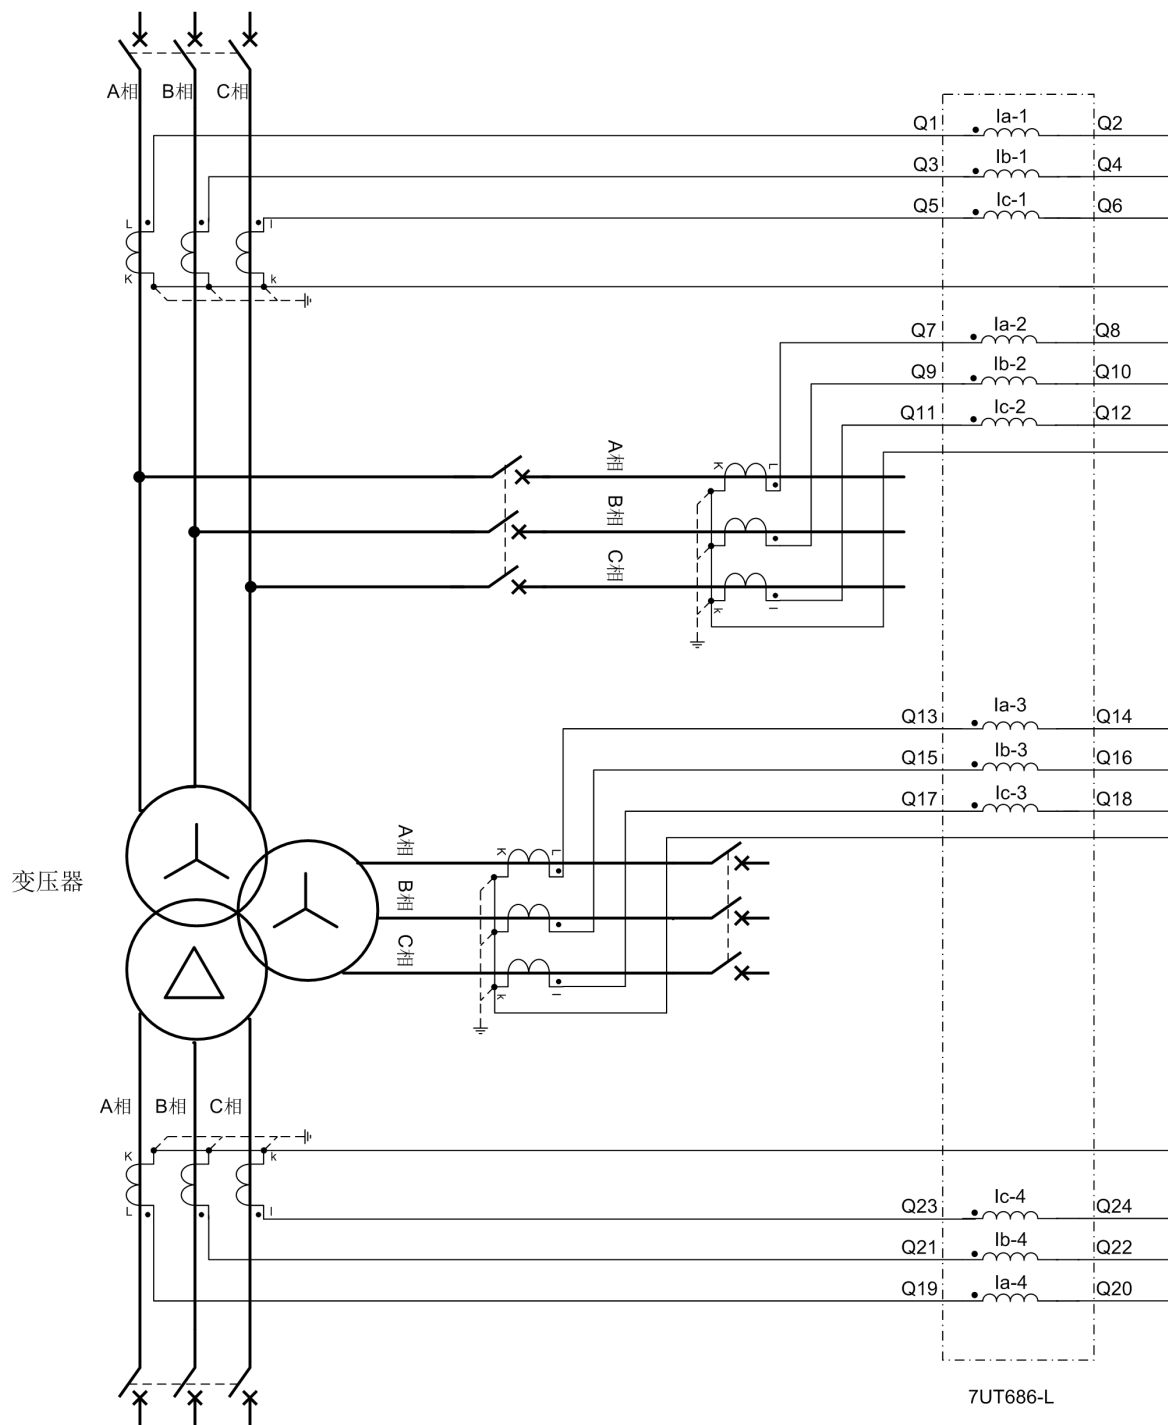 A相 B相 C相
Q1 Ia-1 Q2
Q3 Ib-1 Q4
Q5 Ic-1 Q6
L l
K k
Q7 Ia-2 Q8
Q9 Ib-2 Q10
Q11 Ic-2 Q12
A相 K L
B相
C相
k l
Q13 Ia-3 Q14
Q15 Ib-3 Q16
Q17 Ic-3 Q18
A相 K L
变压器
B相
C相
k l
A相 B相 C相
K k
L l
Q23 Ic-4 Q24
Q21 Ib-4 Q22
Q19 Ia-4 Q20
7UT686-L